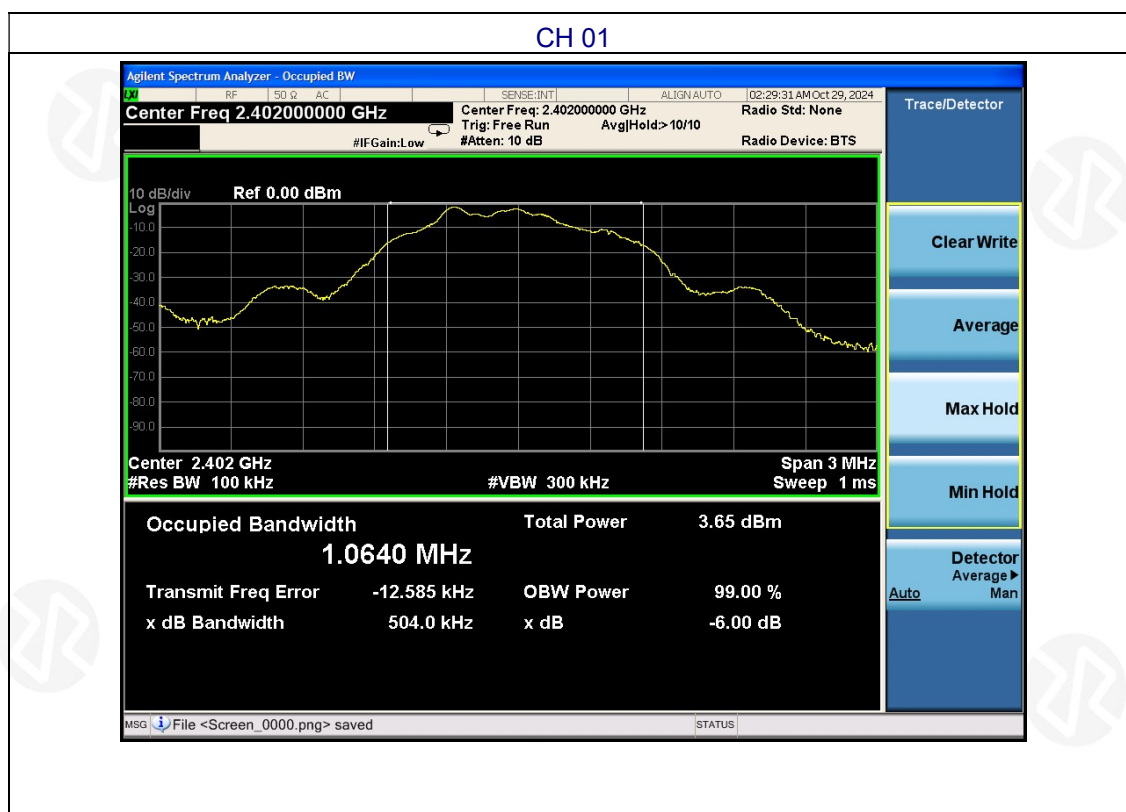 CH 01
Agilent Spectrum Analyzer - Occupied BW
LXI RF 50 Ω AC SENSE:INT ALIGN AUTO 02:29:31 AM Oct 29, 2024
Center Freq 2.402000000 GHz Center Freq: 2.402000000 GHz Radio Std: None
Trig: Free Run Avg|Hold:>10/10
#IFGain:Low #Atten: 10 dB Radio Device: BTS
Trace/Detector
10 dB/div Ref 0.00 dBm
Log
-10.0
-20.0
-30.0
-40.0
-50.0
-60.0
-70.0
-80.0
-90.0
Center 2.402 GHz Span 3 MHz
#Res BW 100 kHz #VBW 300 kHz Sweep 1 ms
Occupied Bandwidth Total Power 3.65 dBm
1.0640 MHz
Transmit Freq Error -12.585 kHz OBW Power 99.00 %
x dB Bandwidth 504.0 kHz x dB -6.00 dB
Clear Write
Average
Max Hold
Min Hold
Detector
Average▶
Auto Man
MSG File <Screen_0000.png> saved STATUS